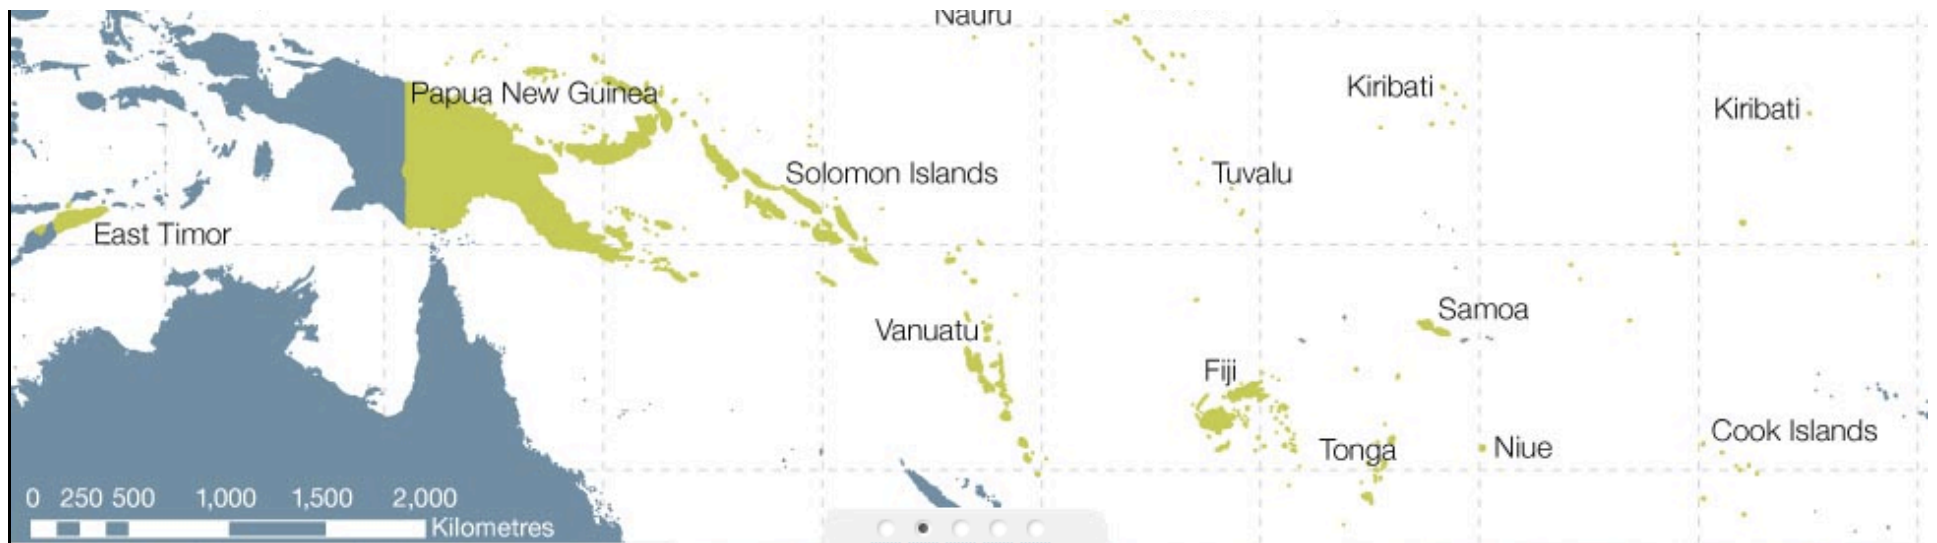 Nauru
Papua New Guinea
Kiribati
Kiribati
Solomon Islands
Tuvalu
East Timor
Samoa
Vanuatu
Fiji
Cook Islands
Tonga
Niue
0 250 500 1,000 1,500 2,000
Kilometres